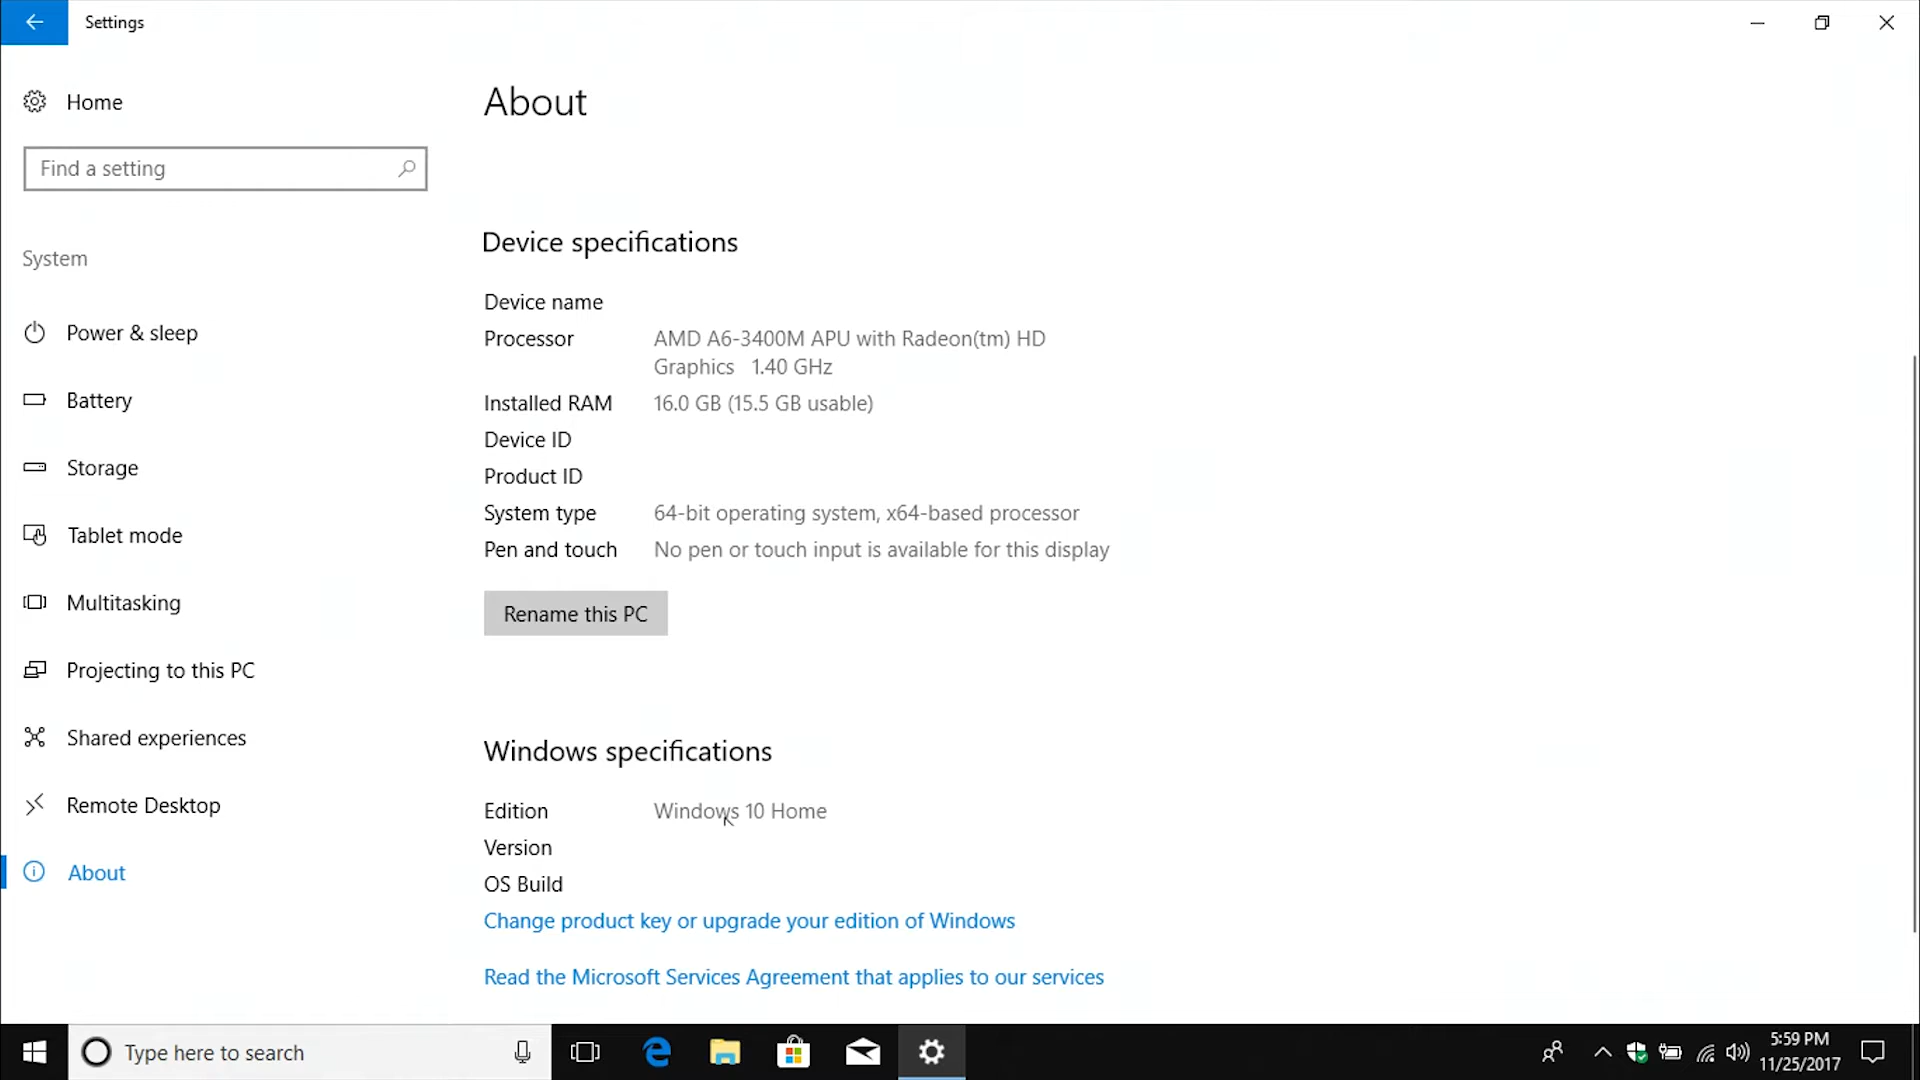 Settings
Home
Find a setting
System
Power & sleep
Battery
Storage
Tablet mode
Multitasking
Projecting to this PC
Shared experiences
Remote Desktop
About
About
Device specifications
Device name
Processor AMD A6-3400M APU with Radeon(tm) HD
Graphics 1.40 GHz
Installed RAM 16.0 GB (15.5 GB usable)
Device ID
Product ID
System type 64-bit operating system, x64-based processor
Pen and touch No pen or touch input is available for this display
Rename this PC
Windows specifications
Edition Windows 10 Home
Version
OS Build
Change product key or upgrade your edition of Windows
Read the Microsoft Services Agreement that applies to our services
Type here to search
5:59 PM
11/25/2017